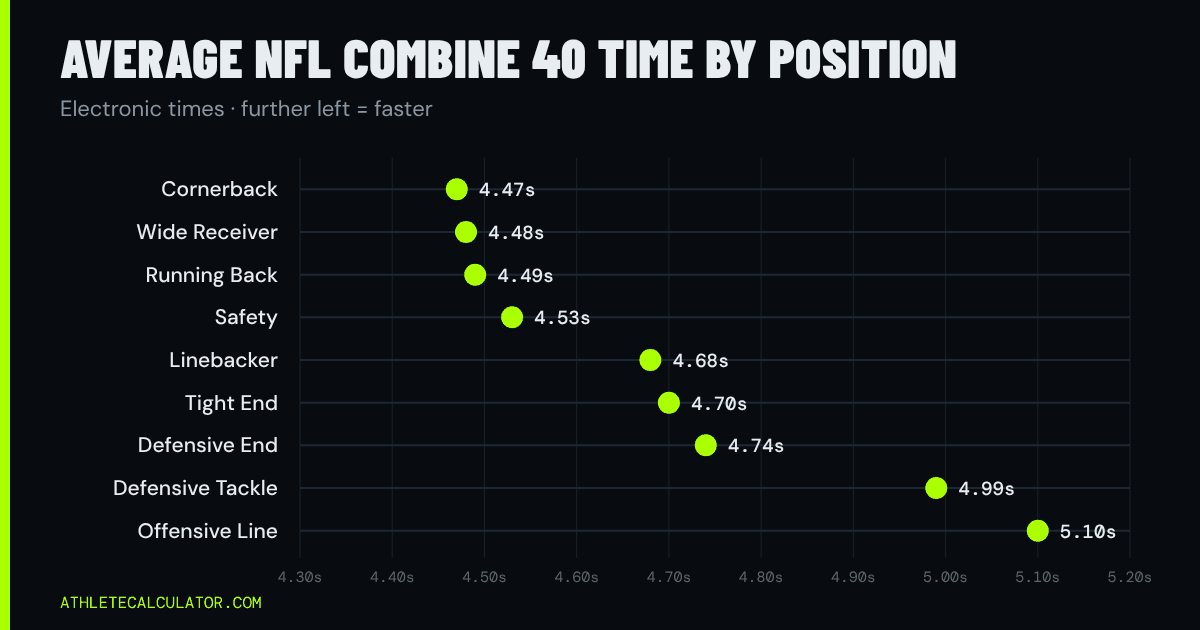 AVERAGE NFL COMBINE 40 TIME BY POSITION
Electronic times · further left = faster
Cornerback 4.47s
Wide Receiver 4.48s
Running Back 4.49s
Safety 4.53s
Linebacker 4.68s
Tight End 4.70s
Defensive End 4.74s
Defensive Tackle 4.99s
Offensive Line 5.10s
4.30s 4.40s 4.50s 4.60s 4.70s 4.80s 4.90s 5.00s 5.10s 5.20s
ATHLETECALCULATOR.COM